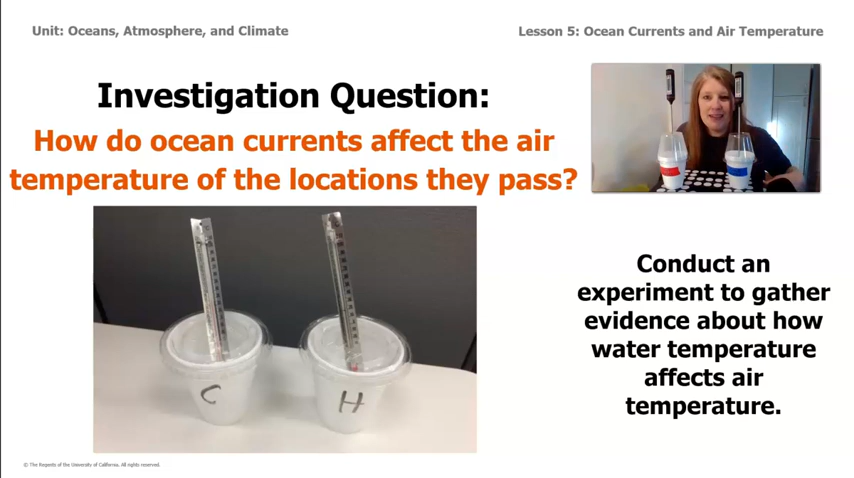 Unit: Oceans, Atmosphere, and Climate
Lesson 5: Ocean Currents and Air Temperature
Investigation Question:
How do ocean currents affect the air
temperature of the locations they pass?
Conduct an
experiment to gather
evidence about how
water temperature
affects air
temperature.
C
H
© The Regents of the University of California. All rights reserved.